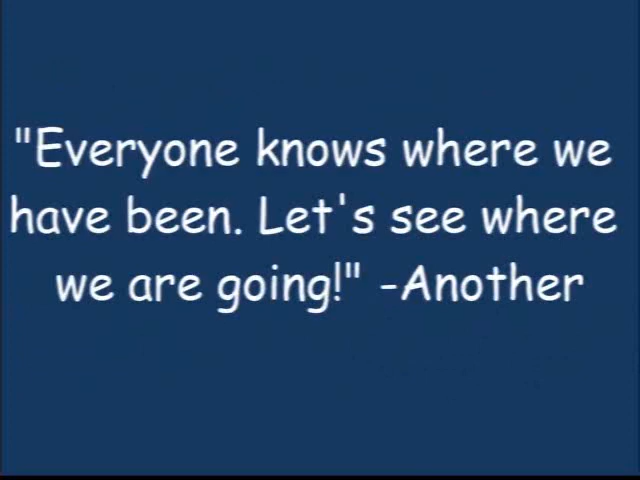 "Everyone knows where we
have been. Let's see where
we are going!" -Another